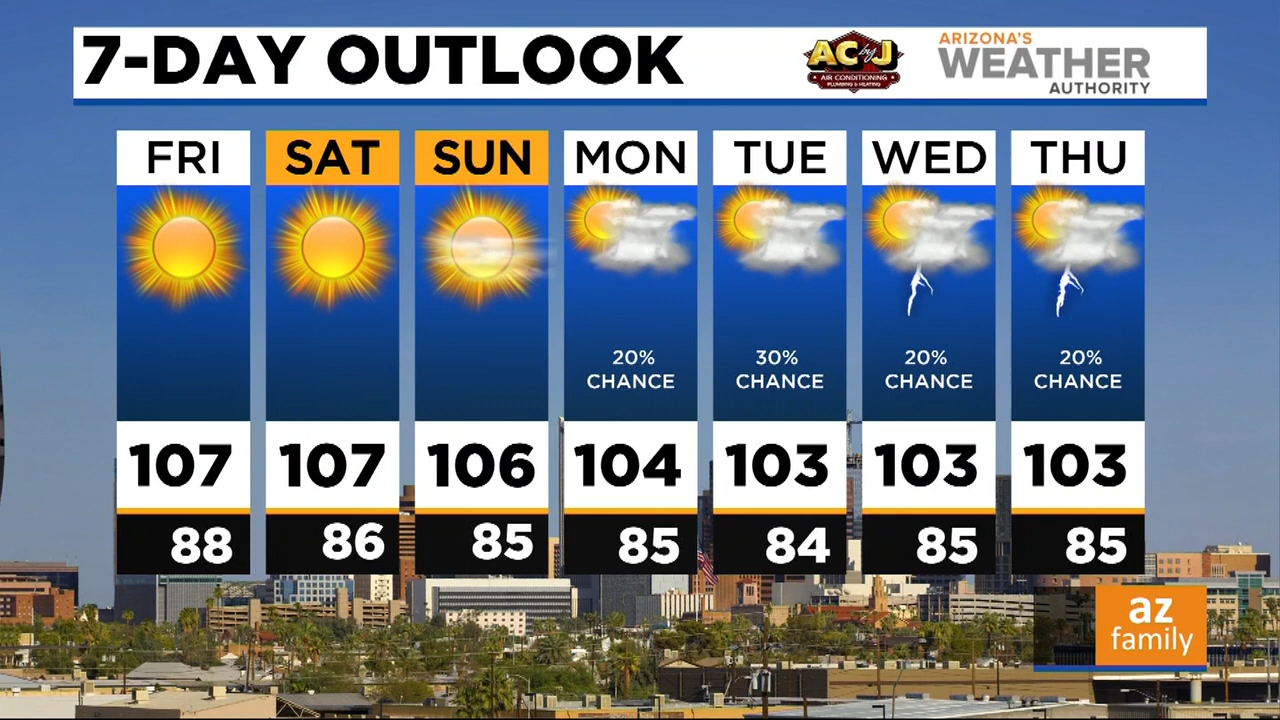 7-DAY OUTLOOK
AC by J
AIR CONDITIONING
PLUMBING & HEATING
ARIZONA'S
WEATHER
AUTHORITY
FRI SAT SUN MON TUE WED THU
20% 30% 20% 20%
CHANCE CHANCE CHANCE CHANCE
107 107 106 104 103 103 103
88 86 85 85 84 85 85
az
family